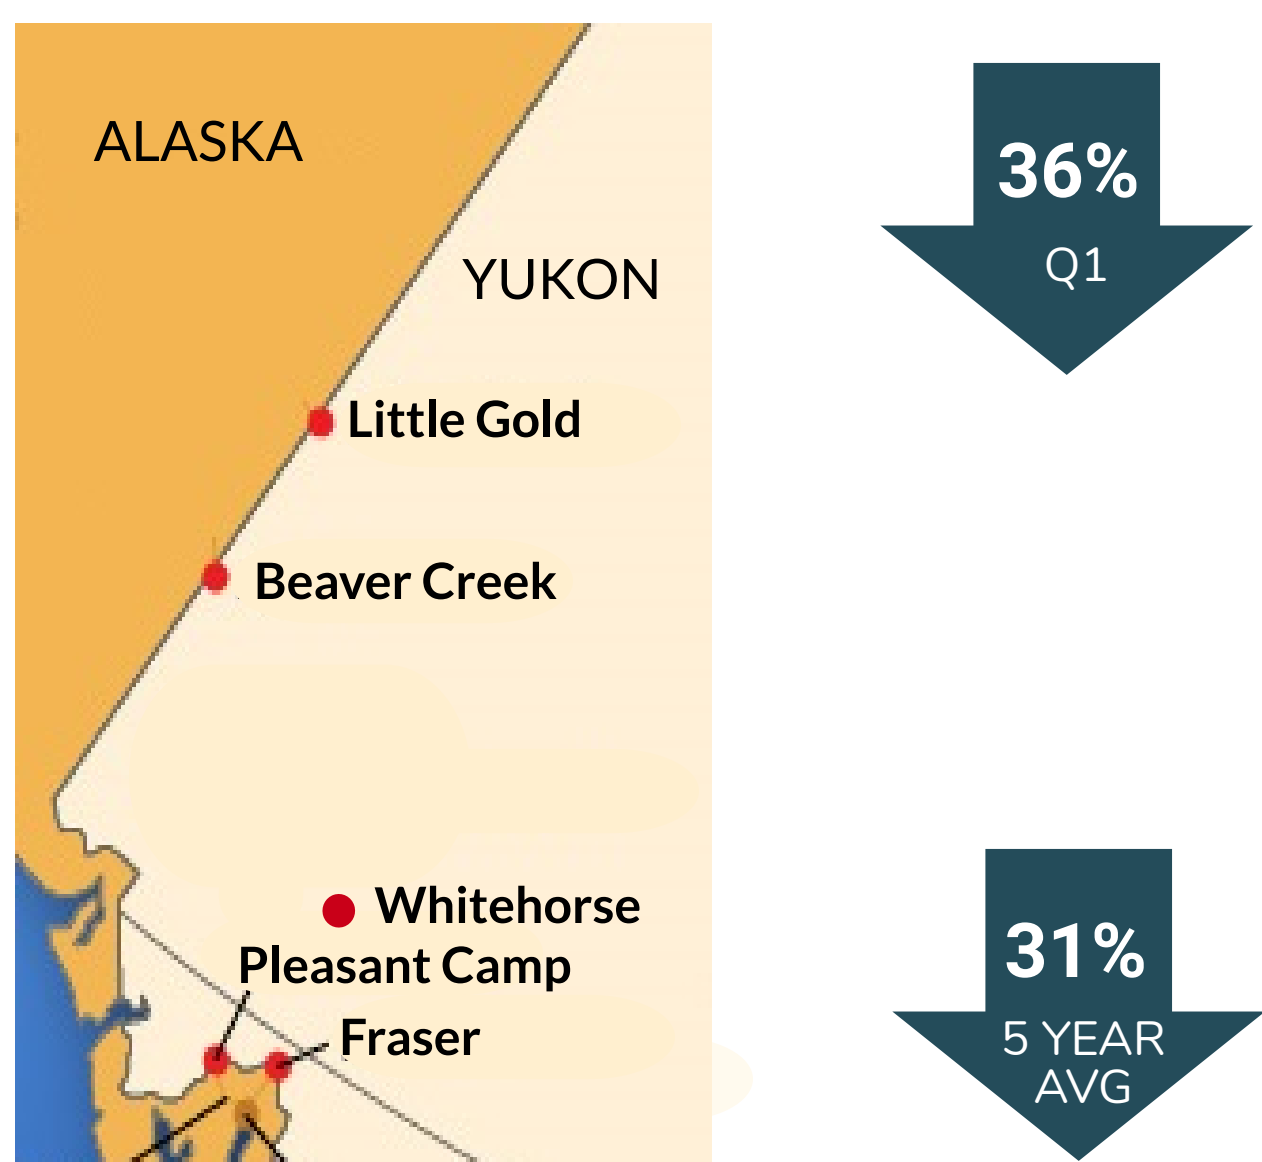 ALASKA
YUKON
Little Gold
Beaver Creek
Whitehorse
Pleasant Camp
Fraser
36%
Q1
31%
5 YEAR
AVG